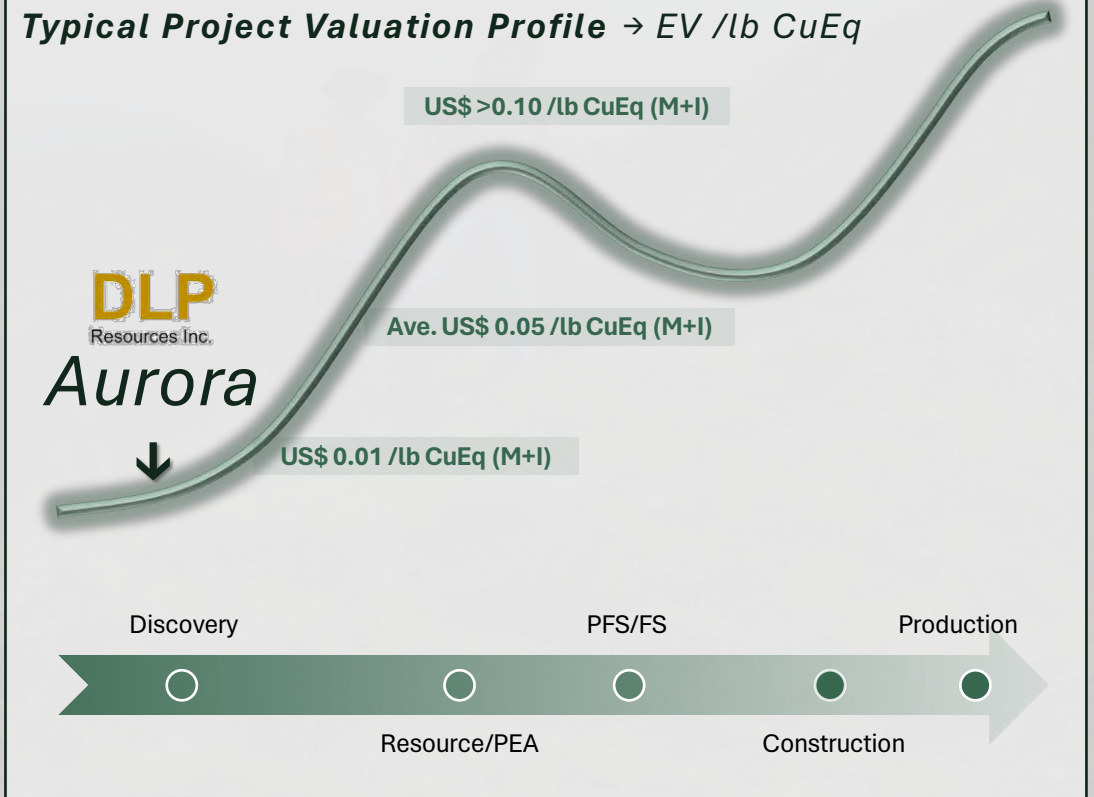 Typical Project Valuation Profile → EV /lb CuEq
US$ >0.10 /lb CuEq (M+I)
DLP
Resources Inc.
Aurora
Ave. US$ 0.05 /lb CuEq (M+I)
US$ 0.01 /lb CuEq (M+I)
Discovery
PFS/FS
Production
Resource/PEA
Construction